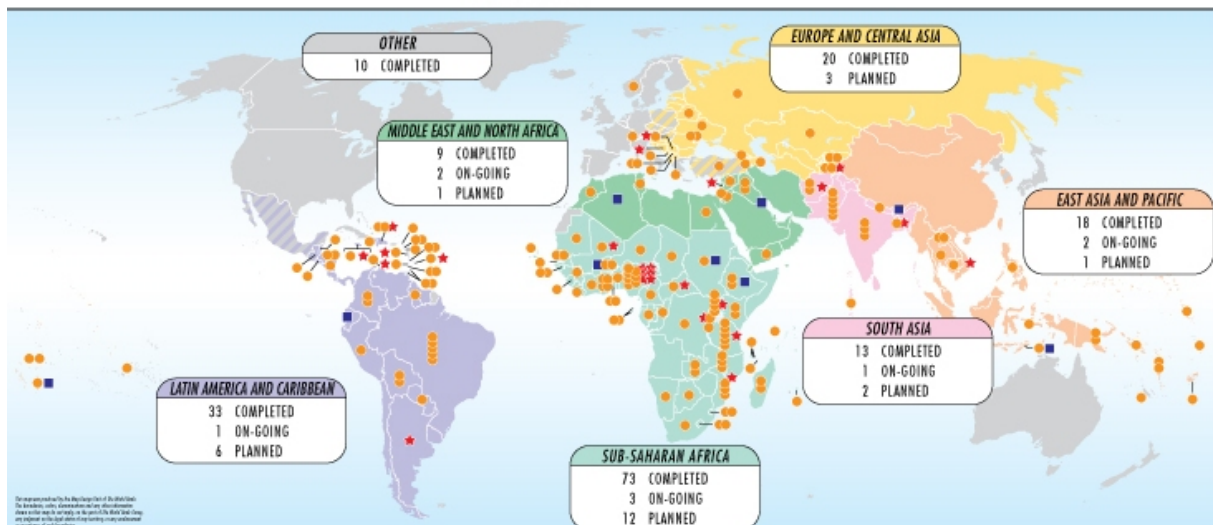 OTHER
10 COMPLETED
EUROPE AND CENTRAL ASIA
20 COMPLETED
3 PLANNED
MIDDLE EAST AND NORTH AFRICA
9 COMPLETED
2 ON-GOING
1 PLANNED
EAST ASIA AND PACIFIC
18 COMPLETED
2 ON-GOING
1 PLANNED
SOUTH ASIA
13 COMPLETED
1 ON-GOING
2 PLANNED
LATIN AMERICA AND CARIBBEAN
33 COMPLETED
1 ON-GOING
6 PLANNED
SUB-SAHARAN AFRICA
73 COMPLETED
3 ON-GOING
12 PLANNED